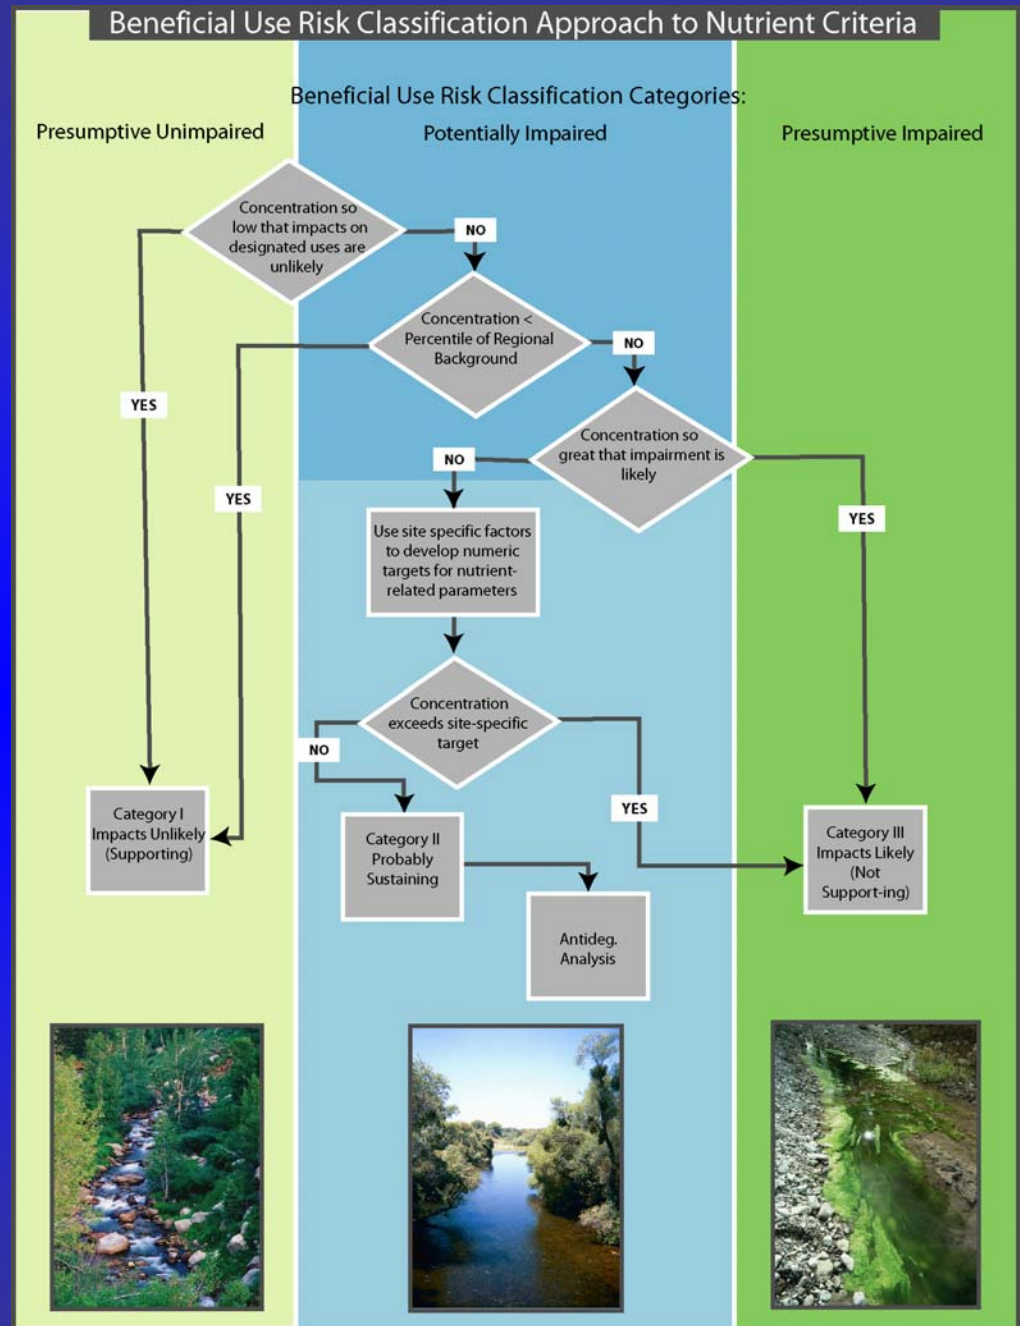 Beneficial Use Risk Classification Approach to Nutrient Criteria
Beneficial Use Risk Classification Categories:
Presumptive Unimpaired
Potentially Impaired
Presumptive Impaired
Concentration so
low that impacts on
designated uses are
unlikely
NO
Concentration <
Percentile of Regional
Background
NO
YES
Concentration so
great that impairment is
likely
NO
YES
YES
Use site specific factors
to develop numeric
targets for nutrient-
related parameters
Concentration
exceeds site-specific
target
NO
YES
Category I
Impacts Unlikely
(Supporting)
Category II
Probably
Sustaining
Category III
Impacts Likely
(Not
Support-ing)
Antideg.
Analysis